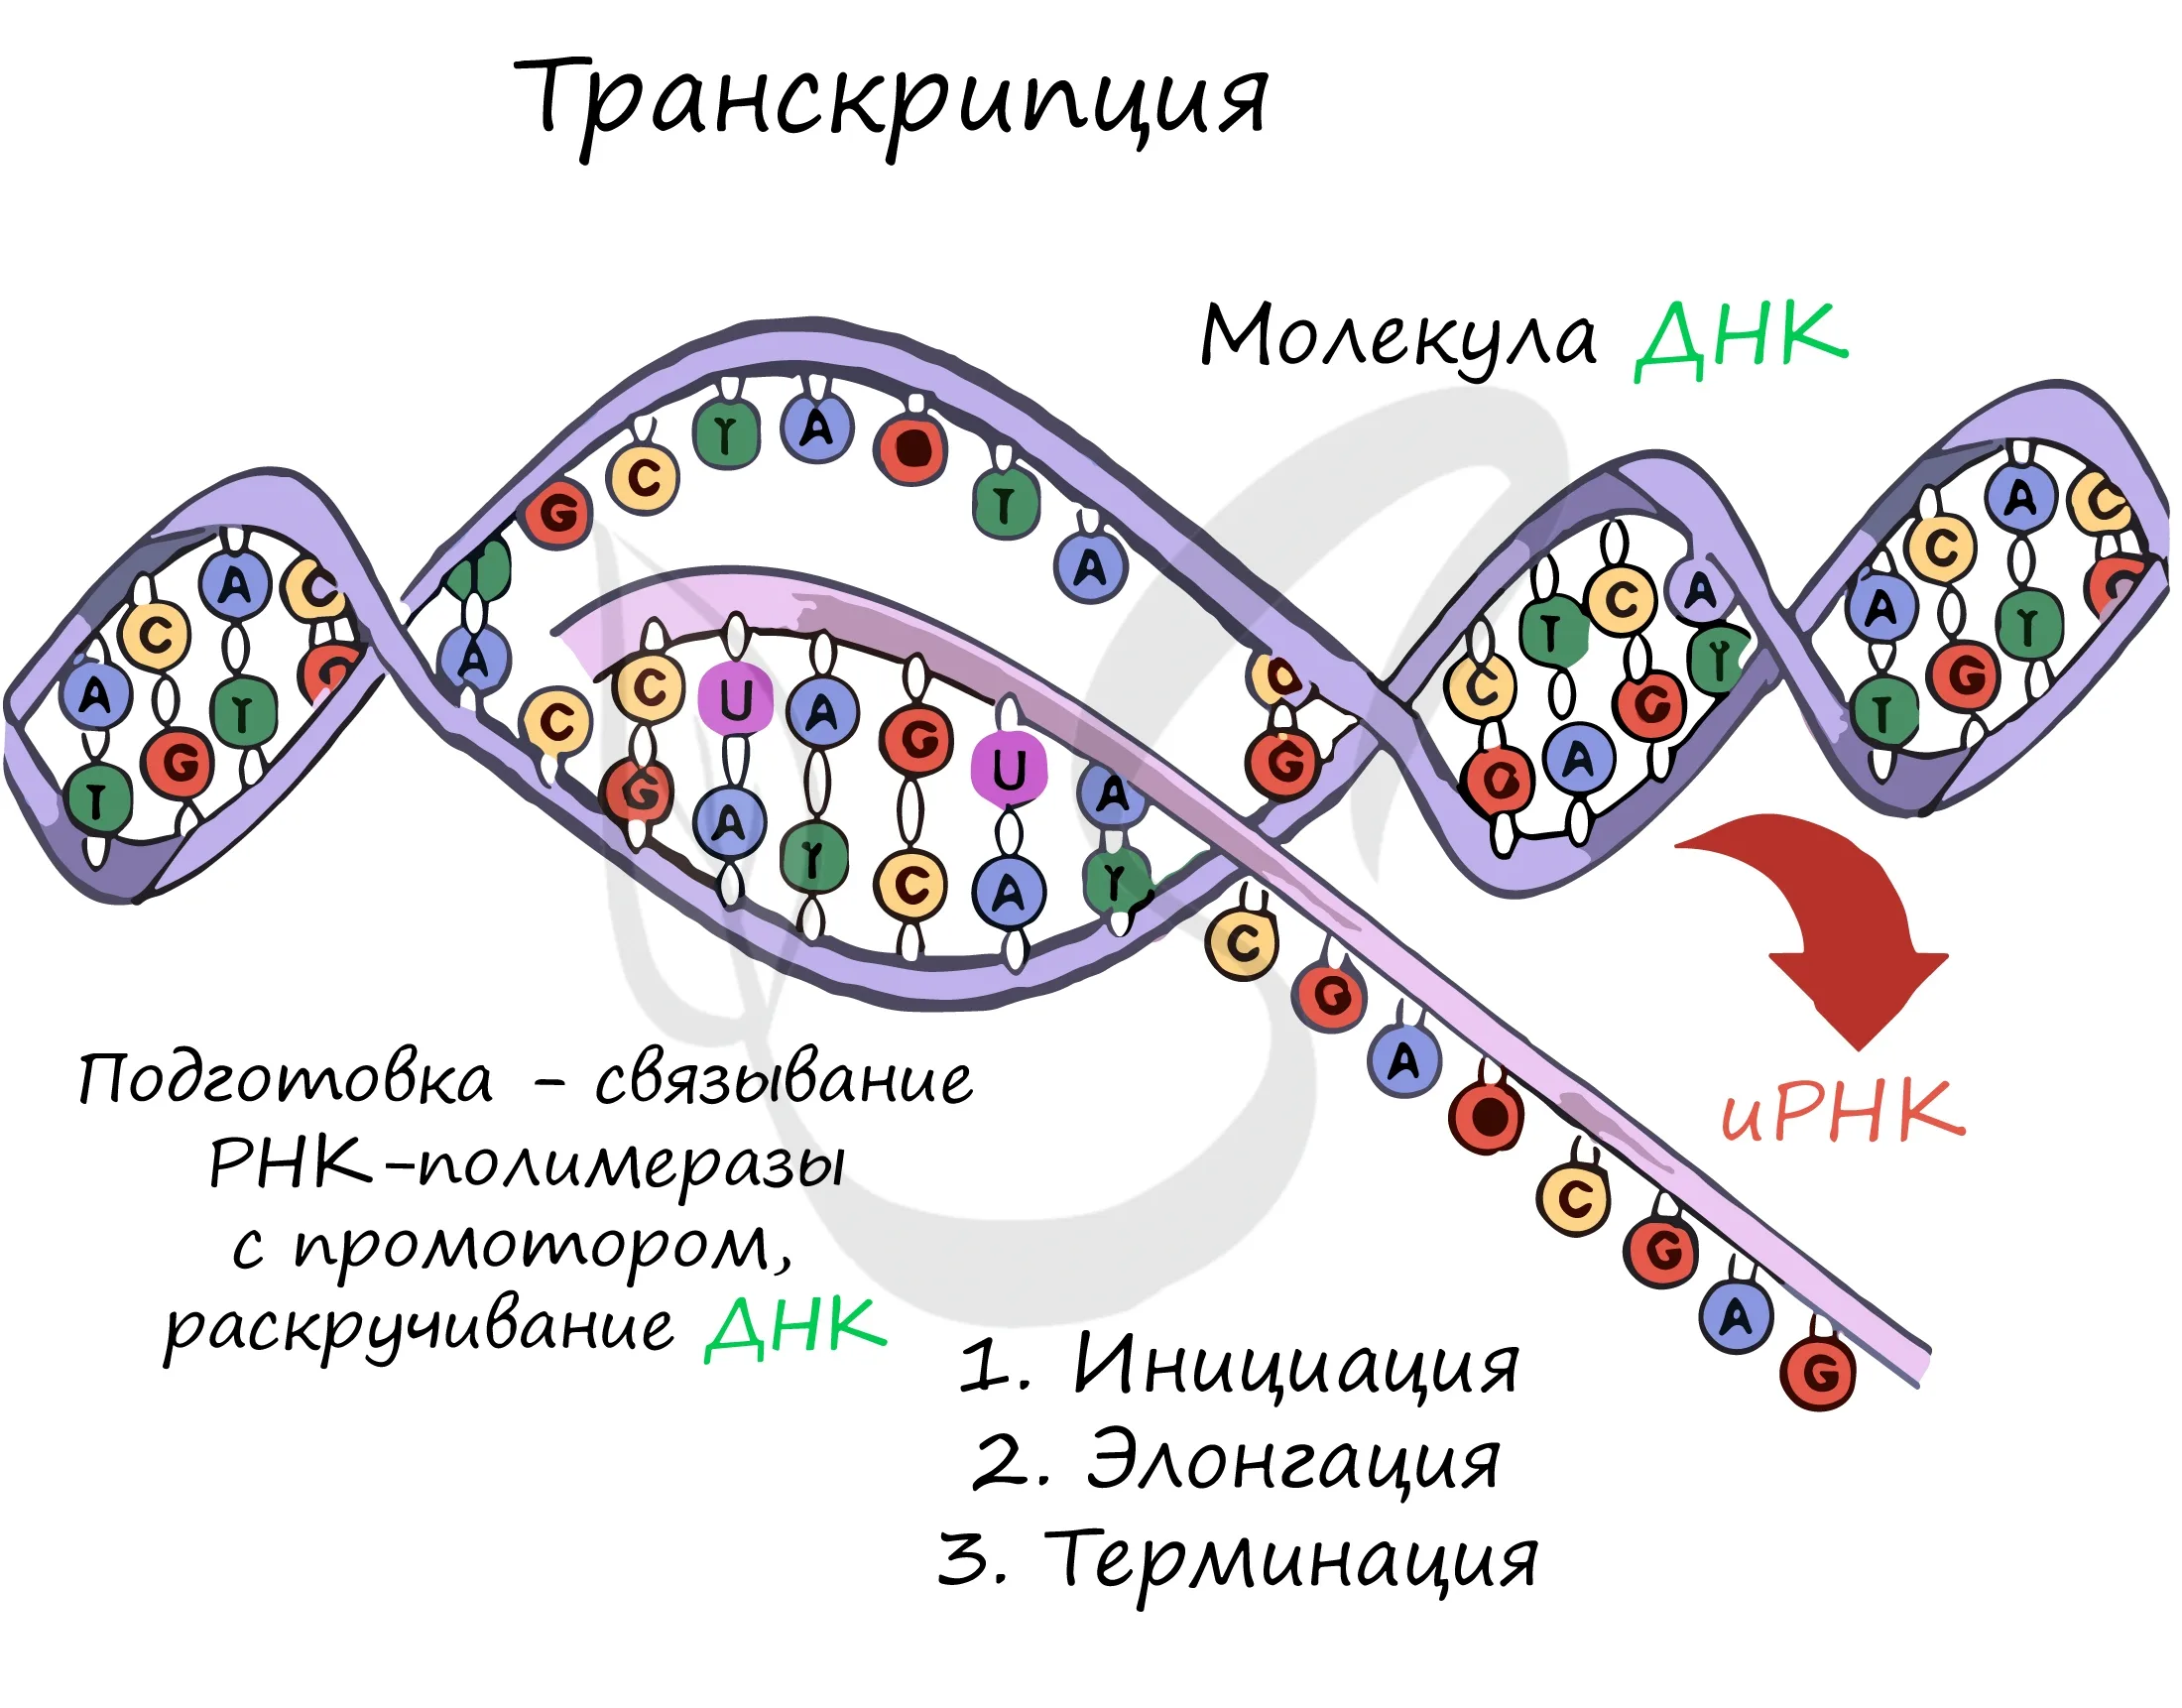 Транскрипция
Молекула ДНК
A C A C
T G T
T G C T A T A
A C
C U A G U A
G A T C A T
G
C T C A
A G T
A C A C
T G T
C G A C G A G
иРНК
Подготовка - связывание
РНК-полимеразы
с промотором,
раскручивание ДНК
1. Инициация
2. Элонгация
3. Терминация